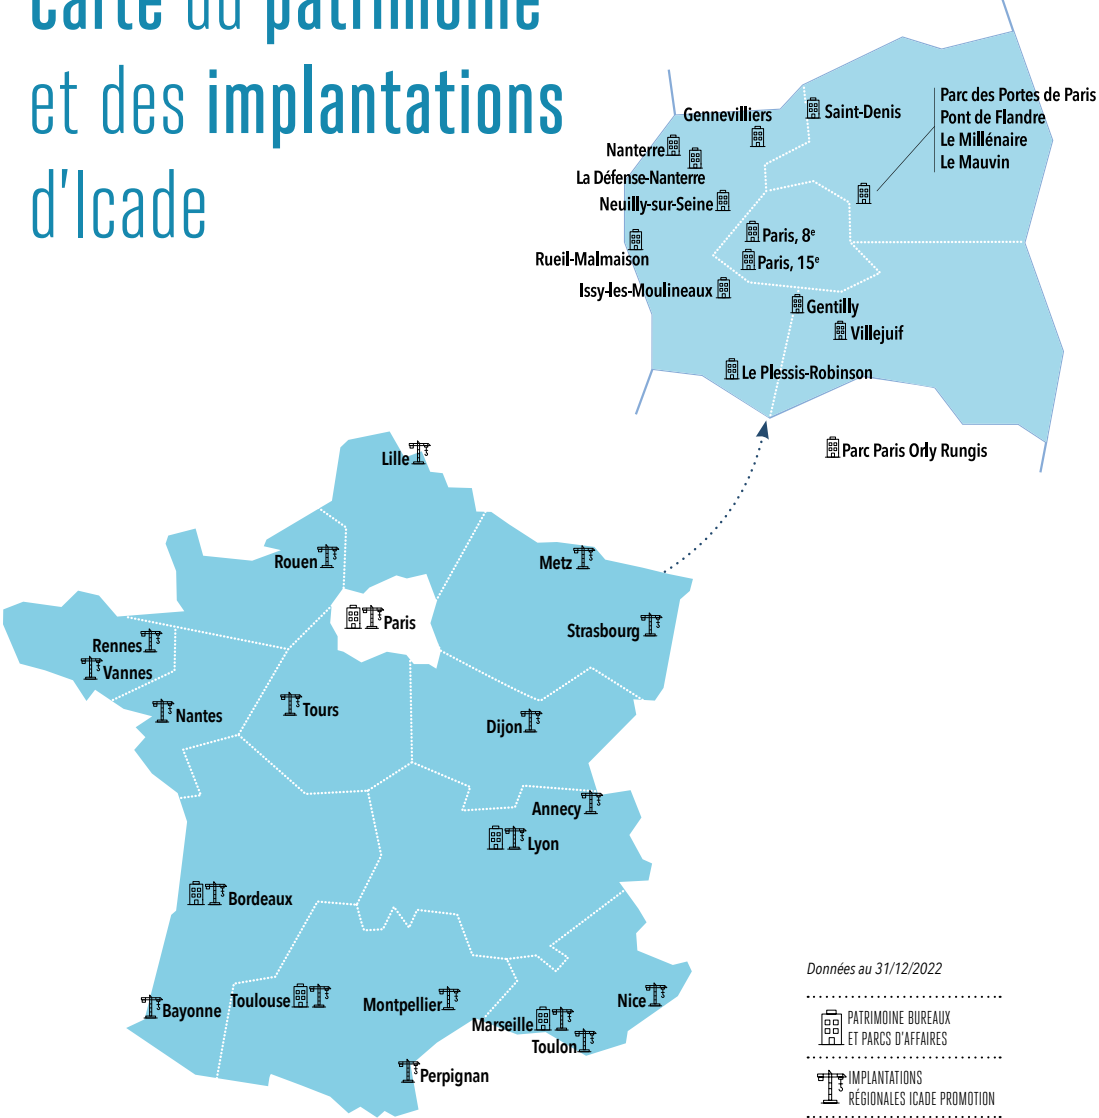 Carte du patrimoine
et des implantations
d'Icade
Gennevilliers
Saint-Denis
Parc des Portes de Paris
Pont de Flandre
Le Millénaire
Le Mauvin
Nanterre
La Défense-Nanterre
Neuilly-sur-Seine
Paris, 8e
Rueil-Malmaison
Paris, 15e
Issy-les-Moulineaux
Gentilly
Villejuif
Le Plessis-Robinson
Parc Paris Orly Rungis
Lille
Rouen
Metz
Paris
Strasbourg
Rennes
Vannes
Nantes
Tours
Dijon
Annecy
Lyon
Bordeaux
Toulouse
Bayonne
Montpellier
Nice
Marseille
Toulon
Perpignan
Données au 31/12/2022
PATRIMOINE BUREAUX
ET PARCS D'AFFAIRES
IMPLANTATIONS
RÉGIONALES ICADE PROMOTION